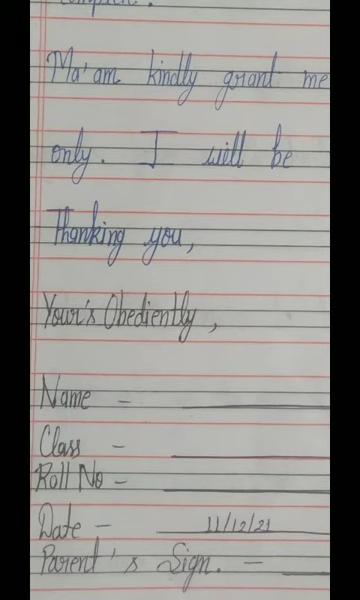 Ma'am kindly grant me
only. I will be
Thanking you,
Your's Obediently,
Name -
Class -
Roll No -
Date - 11/12/21
Parent's Sign. -